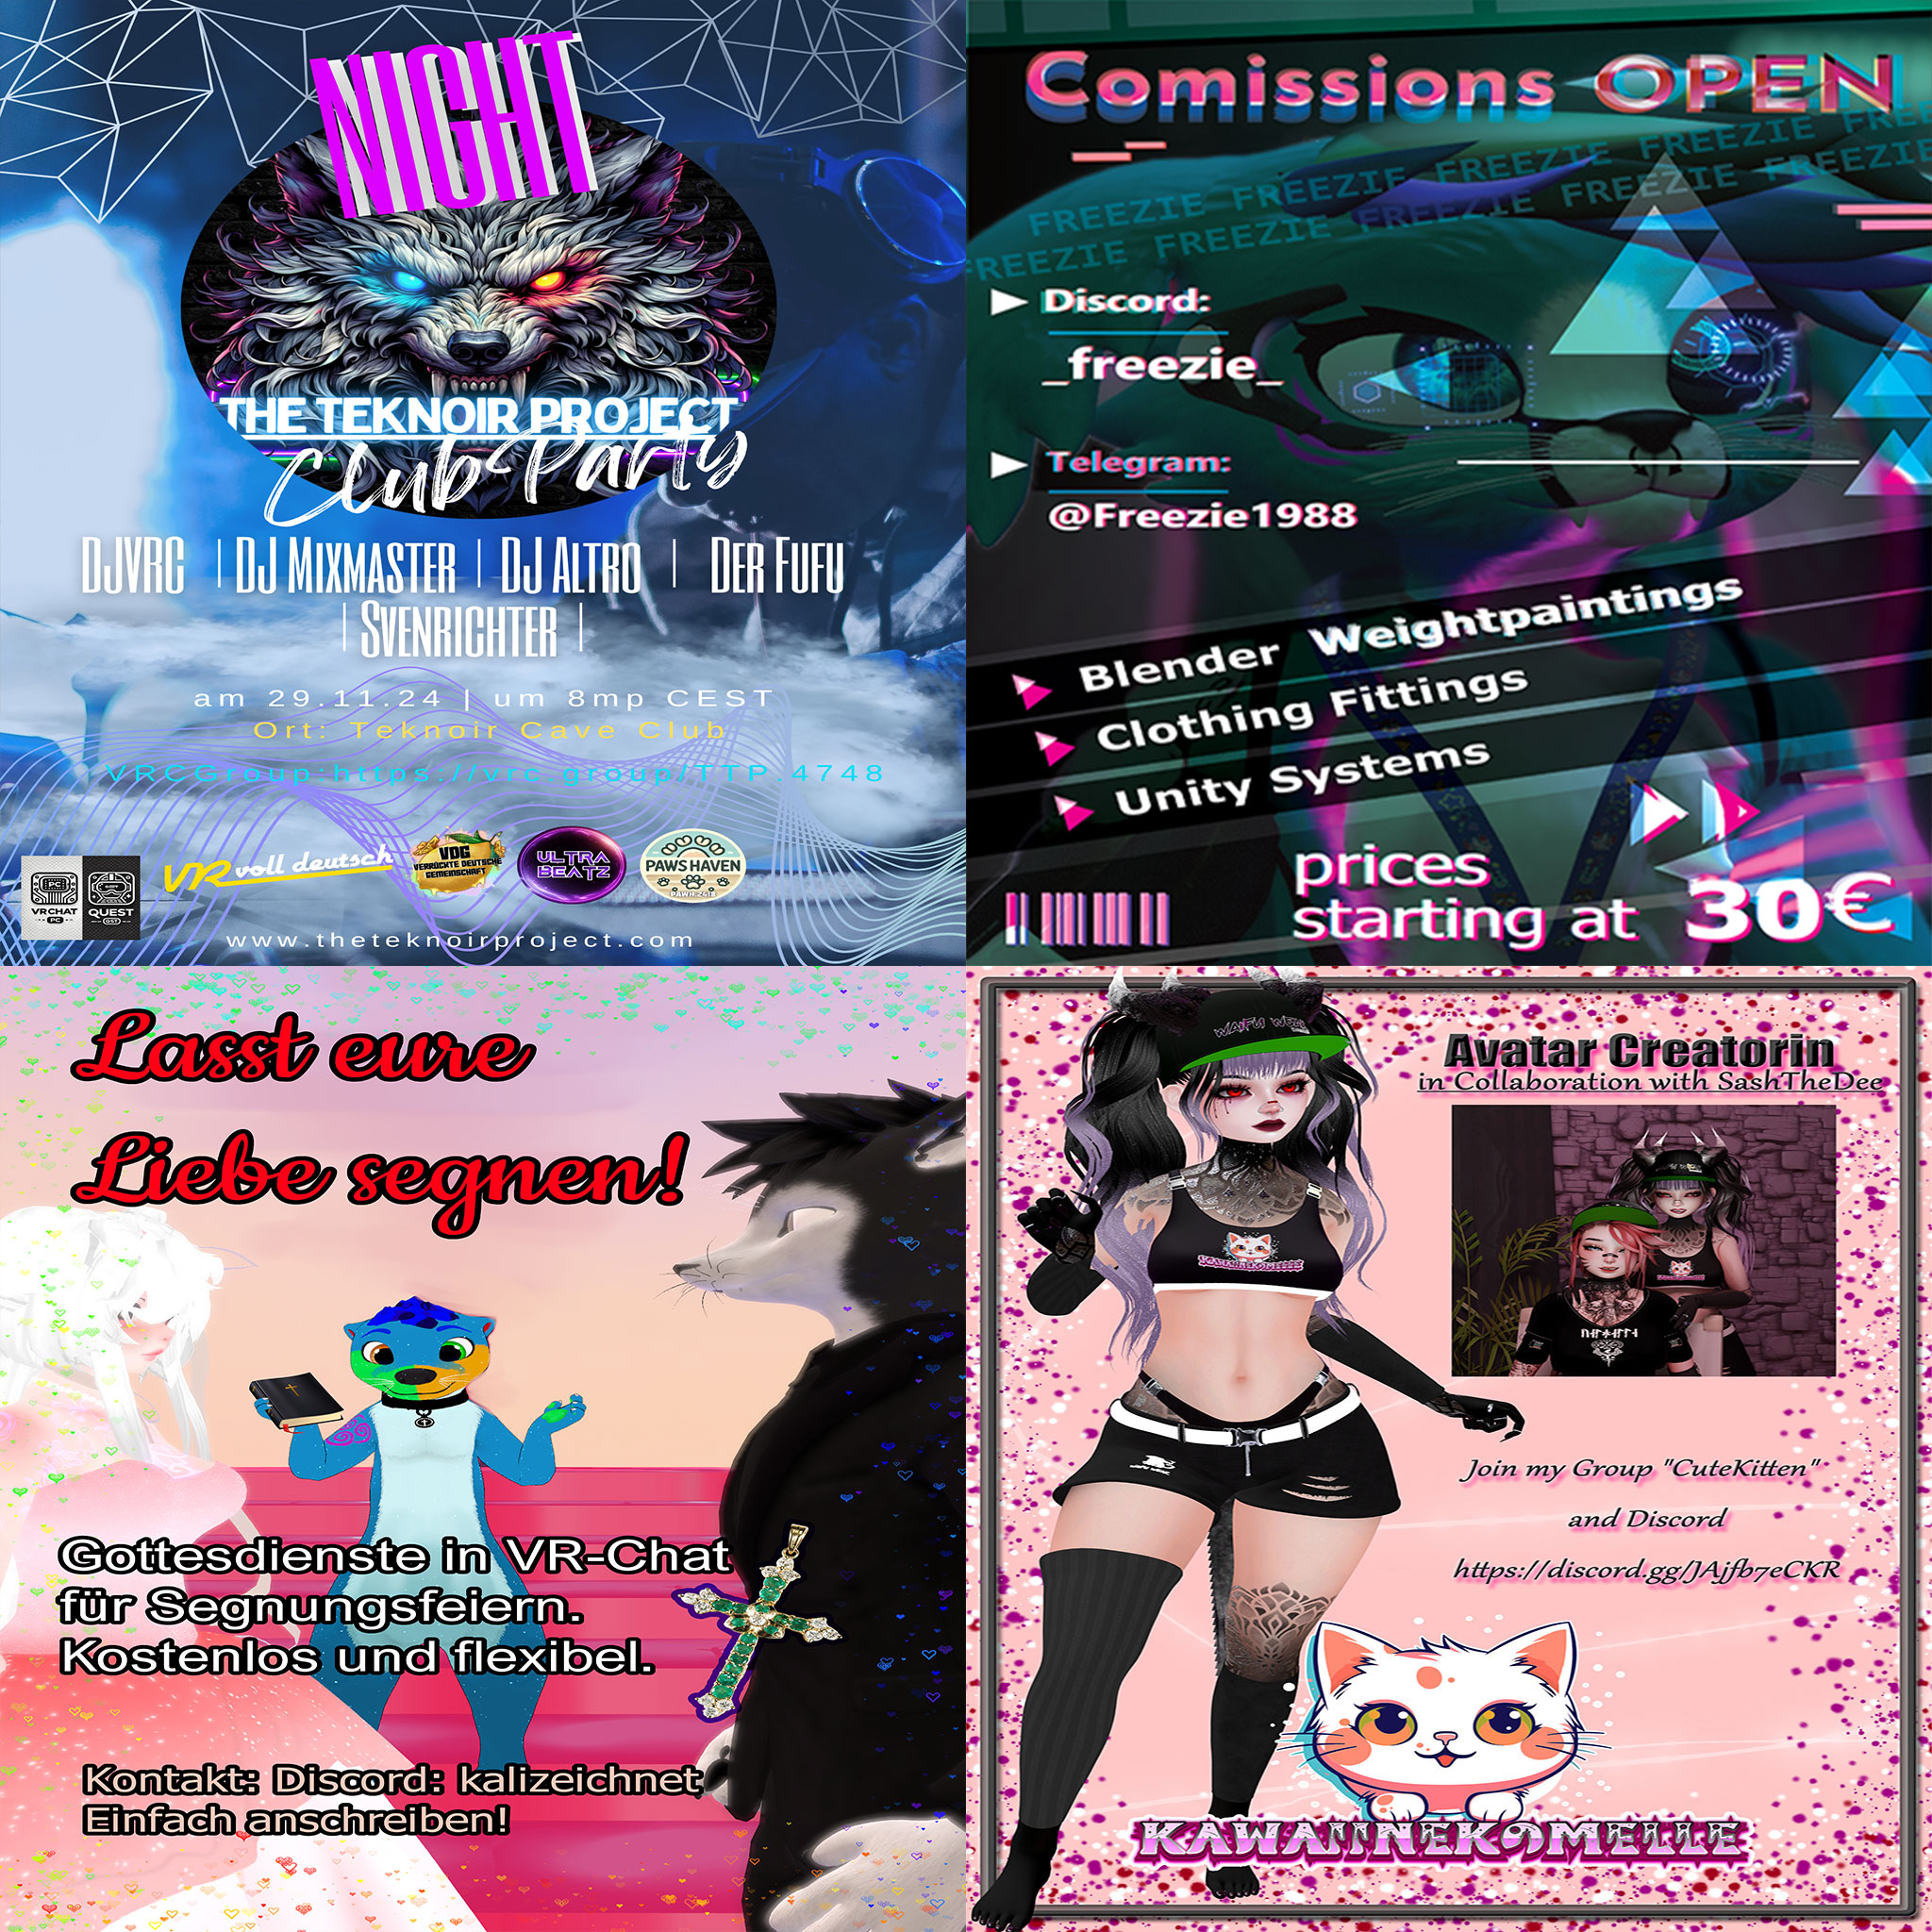 NIGHT
THE TEKNOIR PROJECT
Club Party
DJVRC | DJ MIXMASTER | DJ ALTRO | DER FUFU
| SVENRICHTER |
am 29.11.24 | um 8mp CEST
Ort: Teknoir Cave Club
VRCGroup:https://vrc.group/TTP.4748
PC
VRCHAT
PC
QUEST
VR voll deutsch
VDG
VERRÜCKTE DEUTSCHE
GEMEINSCHAFT
ULTRA
BEATZ
PAWS HAVEN
www.theteknoirproject.com
Comissions OPEN
FREEZIE FREEZIE FREEZIE FREEZIE FREE
FREEZIE FREEZIE FREEZIE FREEZIE FREEZIE
Discord:
_freezie_
Telegram:
@Freezie1988
Blender Weightpaintings
Clothing Fittings
Unity Systems
prices
starting at 30€
Lasst eure
Liebe segnen!
Gottesdienste in VR-Chat
für Segnungsfeiern.
Kostenlos und flexibel.
Kontakt: Discord: kalizeichnet
Einfach anschreiben!
Avatar Creatorin
in Collaboration with SashTheDee
KAWAIINEKOMELLE
Join my Group "CuteKitten"
and Discord
https://discord.gg/JAjfb7eCKR
KAWAIINEKOMELLE